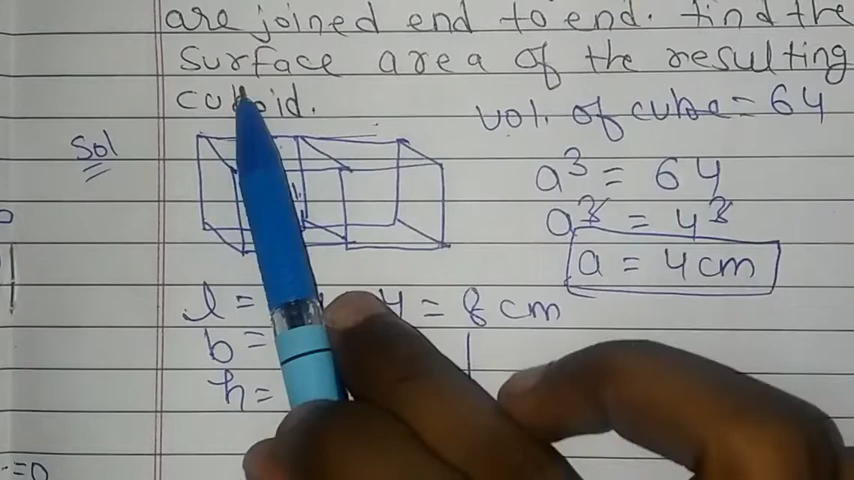 are joined end to end. find the
surface area of the resulting
cuboid.
vol. of cube = 64
Sol
a³ = 64
a³ = 4³
a = 4cm
l = 4 = 8 cm
b =
h =
=0